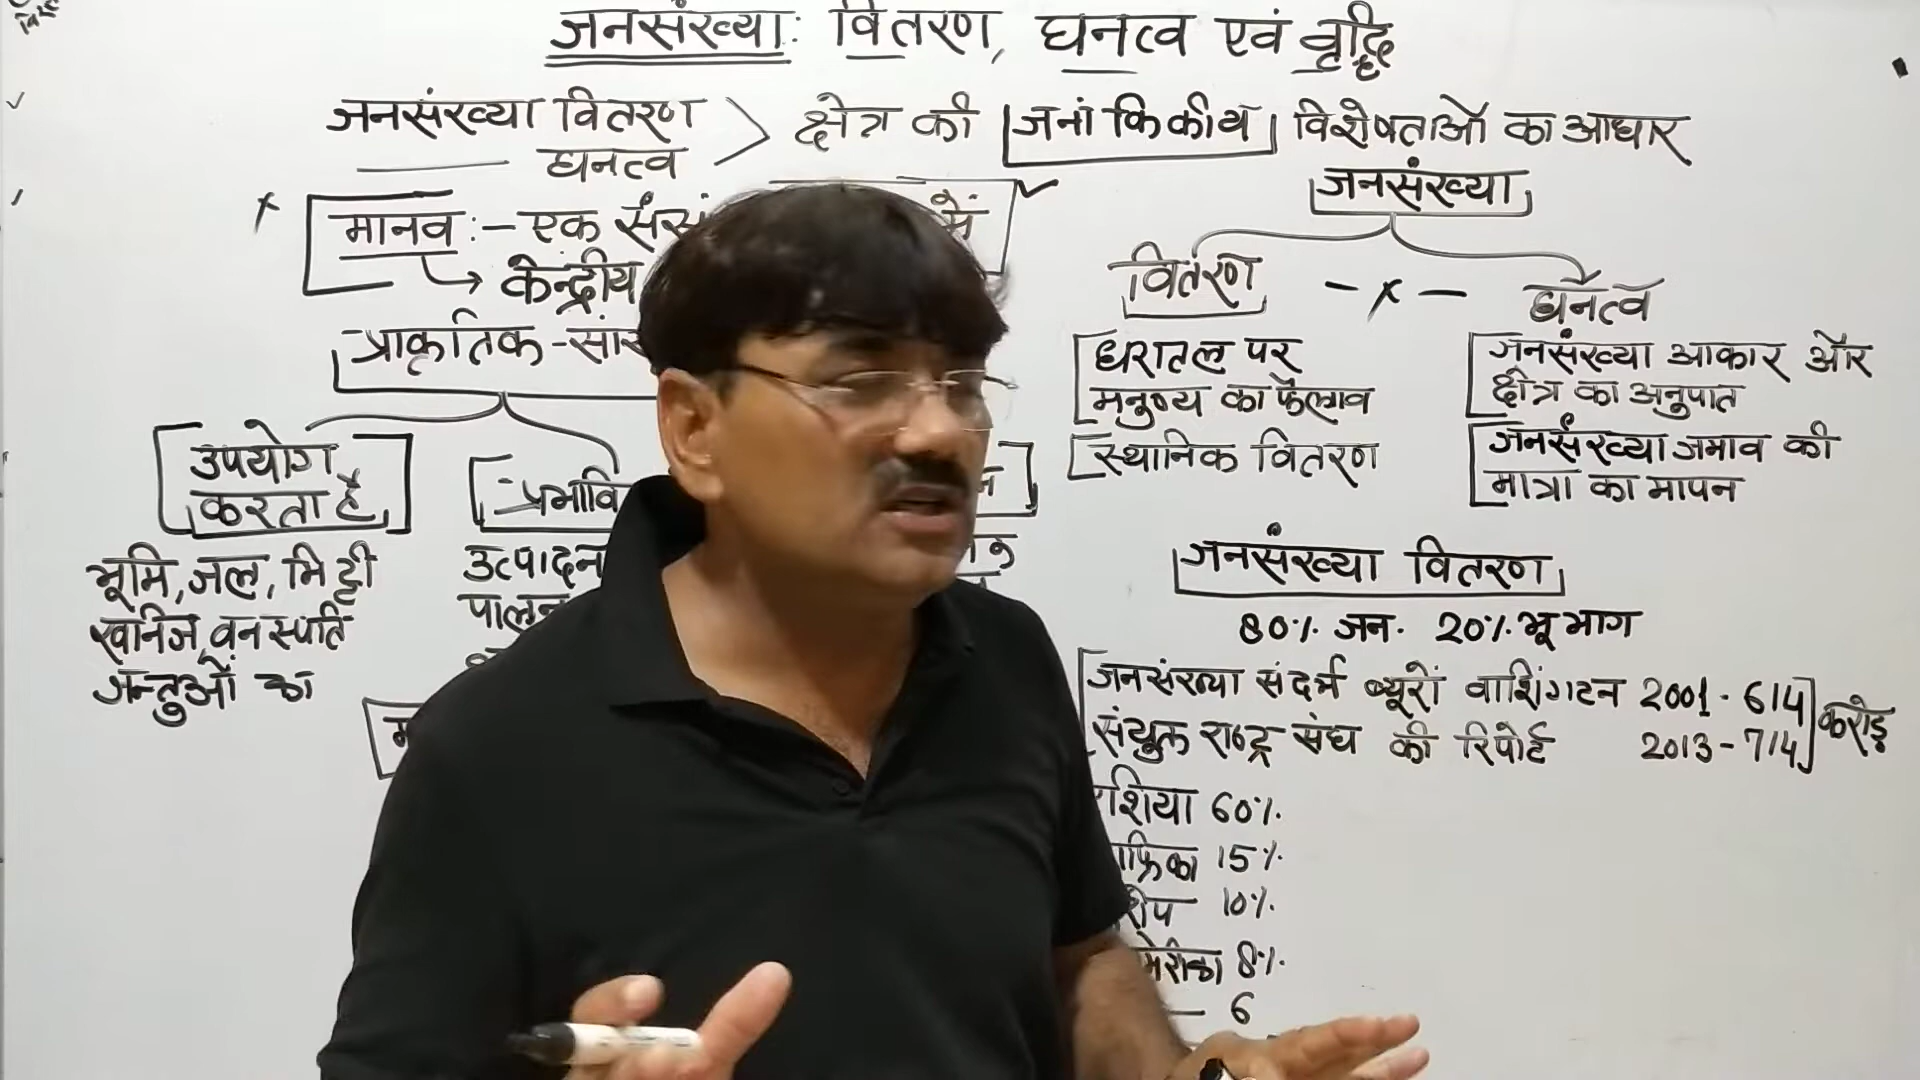 जनसंख्या: वितरण, घनत्व एवं वृद्धि
जनसंख्या वितरण > क्षेत्र की जनांकिकीय विशेषताओं का आधार
घनत्व
मानव :- एक
→ केन्द्रीय
प्राकृतिक -
उपयोग
करता है
भूमि, जल, मिट्टी
खनिज, वनस्पति
जन्तुओं का
उत्पादन
जनसंख्या
वितरण - x - घनत्व
धरातल पर
मनुष्य का फैलाव
स्थानिक वितरण
जनसंख्या आकार और
क्षेत्र का अनुपात
जनसंख्या जमाव की
मात्रा का मापन
जनसंख्या वितरण
80% जन. 20% भू भाग
जनसंख्या संदर्भ ब्यूरों वाशिंगटन 2001 - 614
संयुक्त राष्ट्र संघ की रिपोर्ट 2013 - 714 करोड़
60%
15%
10%
8%
— 6